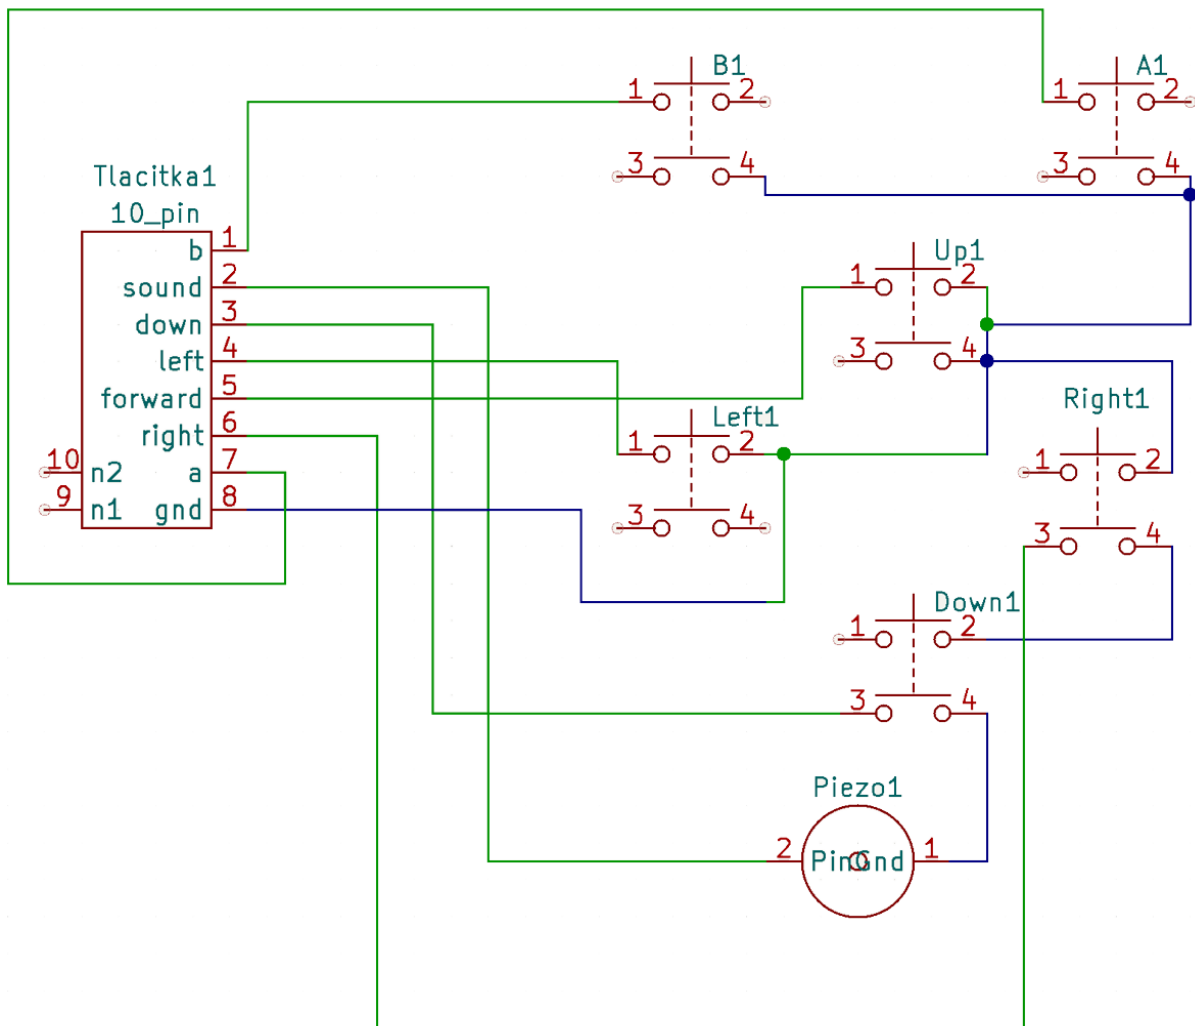 B1
1 2
3 4
A1
1 2
3 4
Tlacitka1
10_pin
b 1
sound 2
down 3
left 4
forward 5
right 6
10 n2 a 7
9 n1 gnd 8
Up1
1 2
3 4
Left1
1 2
3 4
Right1
1 2
3 4
Down1
1 2
3 4
Piezo1
2 Pin Gnd 1